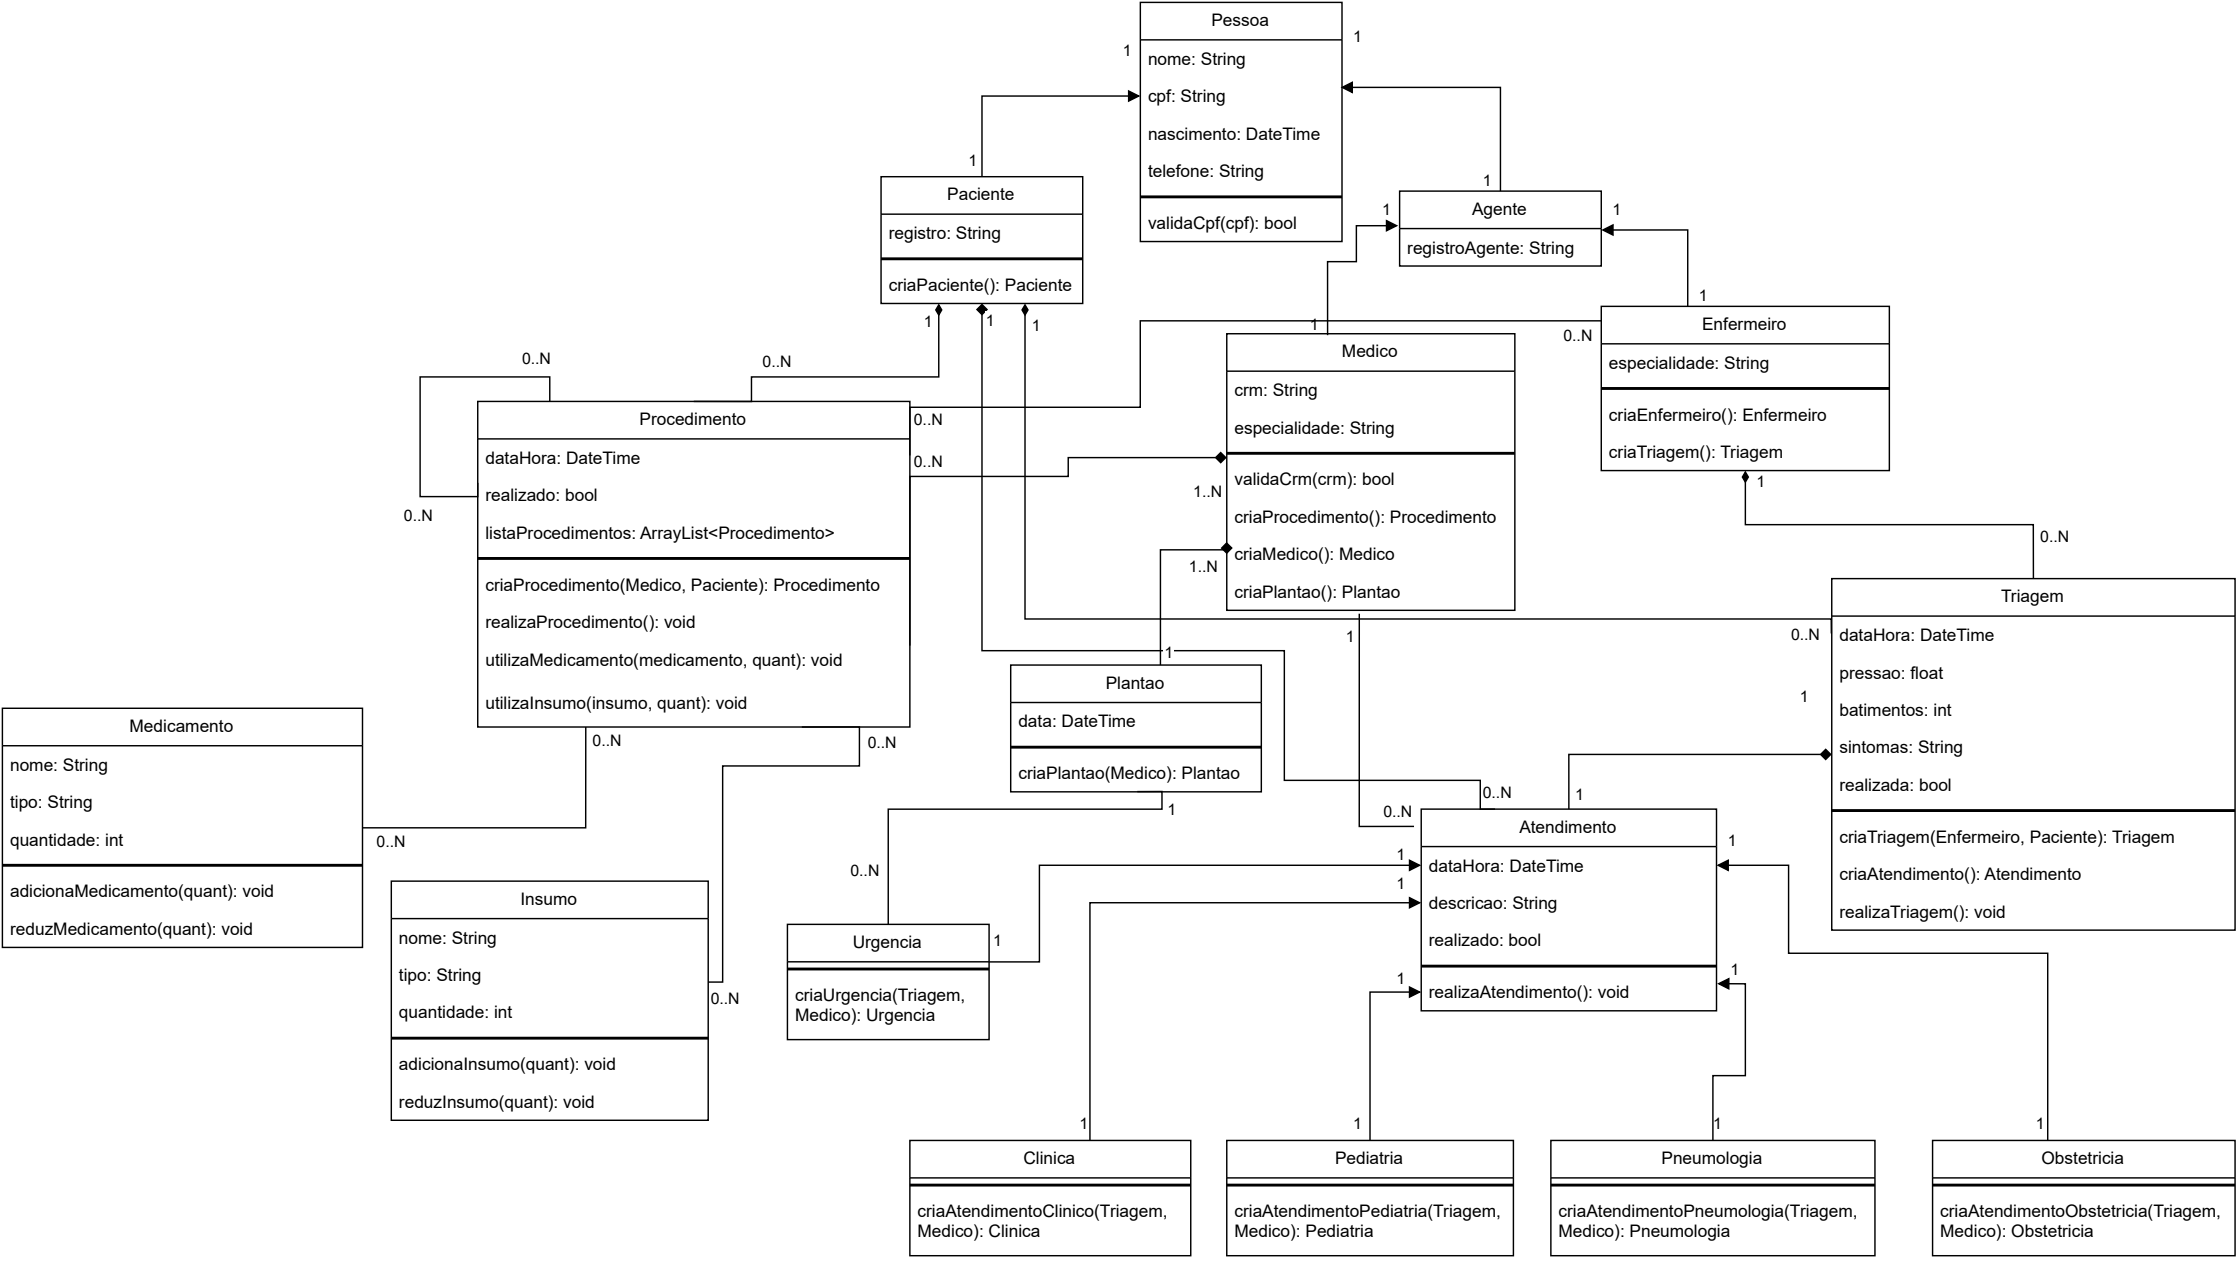 Pessoa
nome: String
cpf: String
nascimento: DateTime
telefone: String
validaCpf(cpf): bool
1
1
1
1
Paciente
registro: String
criaPaciente(): Paciente
1
1
1
Agente
registroAgente: String
1
1
1
1
Enfermeiro
especialidade: String
criaEnfermeiro(): Enfermeiro
criaTriagem(): Triagem
0..N
1
0..N
Medico
crm: String
especialidade: String
validaCrm(crm): bool
criaProcedimento(): Procedimento
criaMedico(): Medico
criaPlantao(): Plantao
1..N
1..N
1
0..N
0..N
0..N
0..N
0..N
Procedimento
dataHora: DateTime
realizado: bool
listaProcedimentos: ArrayList<Procedimento>
criaProcedimento(Medico, Paciente): Procedimento
realizaProcedimento(): void
utilizaMedicamento(medicamento, quant): void
utilizaInsumo(insumo, quant): void
0..N
0..N
Triagem
dataHora: DateTime
pressao: float
batimentos: int
sintomas: String
realizada: bool
criaTriagem(Enfermeiro, Paciente): Triagem
criaAtendimento(): Atendimento
realizaTriagem(): void
0..N
1
1
Plantao
data: DateTime
criaPlantao(Medico): Plantao
1
1
0..N
Medicamento
nome: String
tipo: String
quantidade: int
adicionaMedicamento(quant): void
reduzMedicamento(quant): void
0..N
Insumo
nome: String
tipo: String
quantidade: int
adicionaInsumo(quant): void
reduzInsumo(quant): void
0..N
Urgencia
criaUrgencia(Triagem,
Medico): Urgencia
1
0..N
0..N
Atendimento
dataHora: DateTime
descricao: String
realizado: bool
realizaAtendimento(): void
1
1
1
1
1
1
1
1
1
Clinica
criaAtendimentoClinico(Triagem,
Medico): Clinica
Pediatria
criaAtendimentoPediatria(Triagem,
Medico): Pediatria
Pneumologia
criaAtendimentoPneumologia(Triagem,
Medico): Pneumologia
Obstetricia
criaAtendimentoObstetricia(Triagem,
Medico): Obstetricia